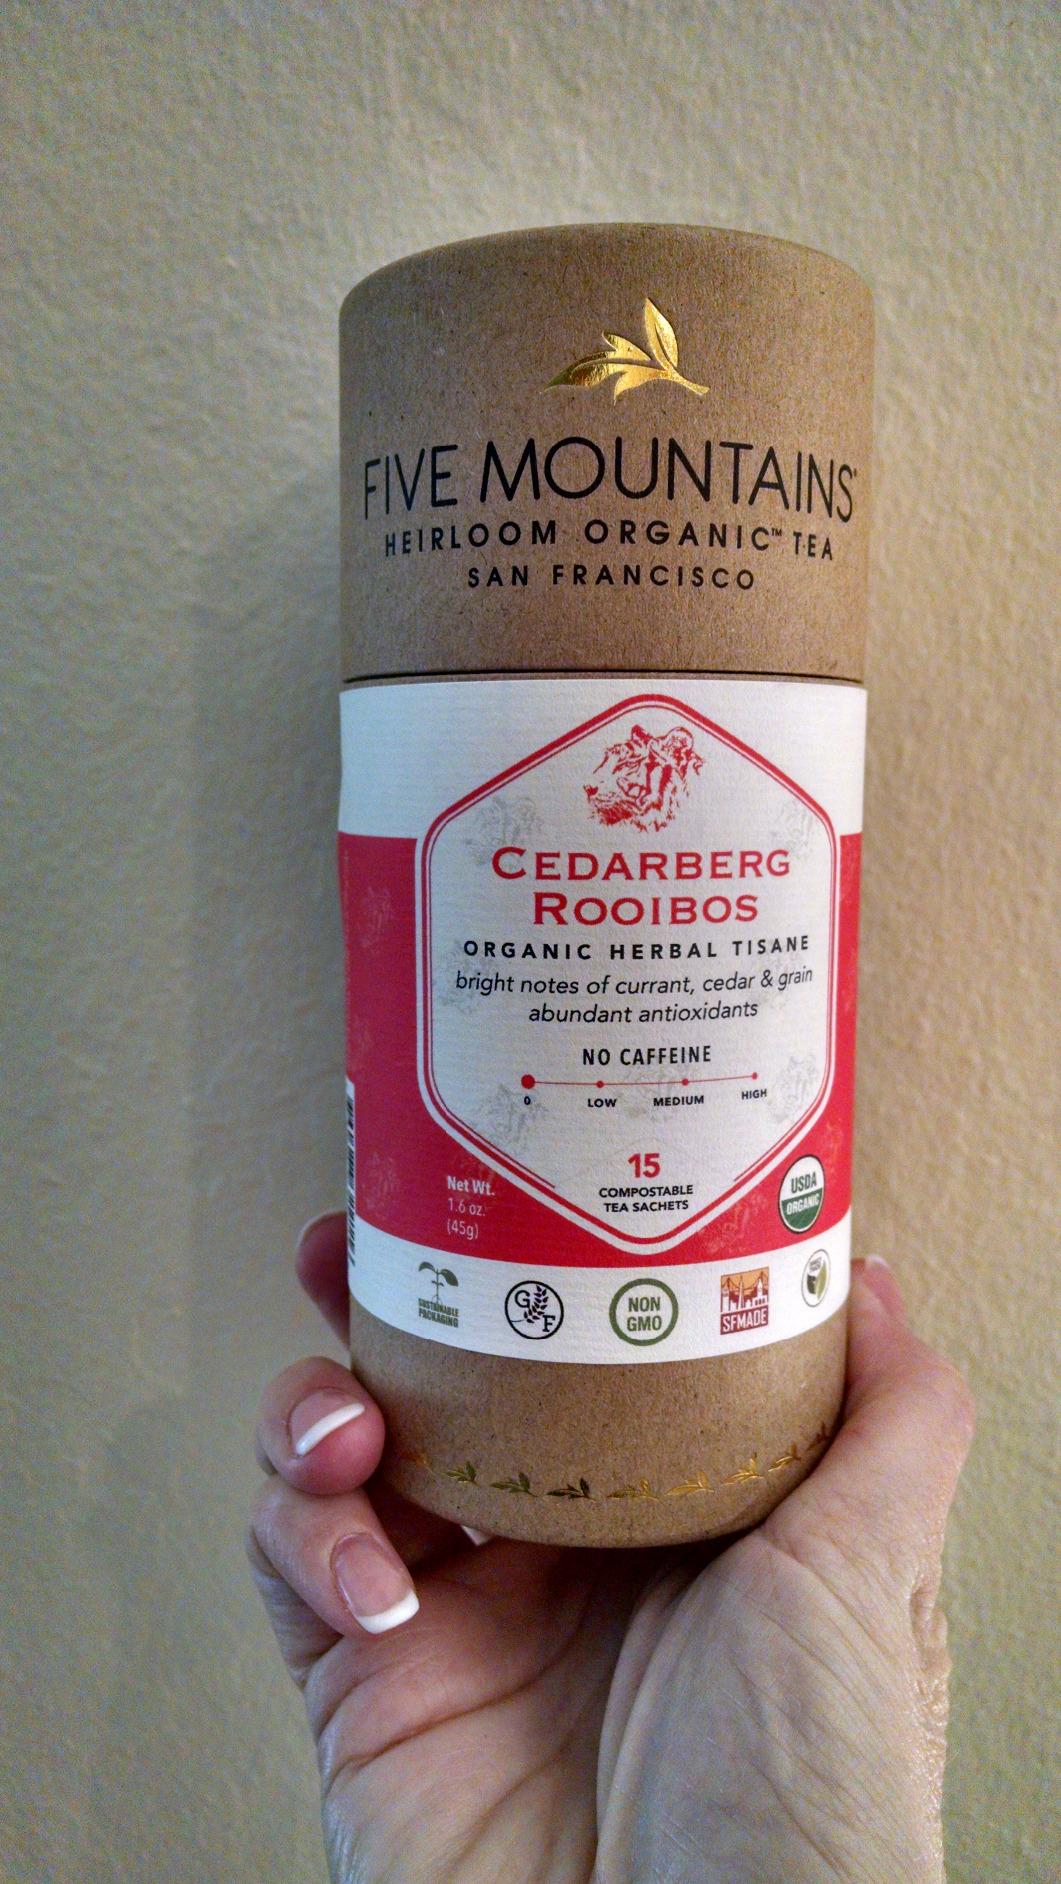 FIVE MOUNTAINS®
HEIRLOOM ORGANIC™ TEA
SAN FRANCISCO
CEDARBERG
ROOIBOS
ORGANIC HERBAL TISANE
bright notes of currant, cedar & grain
abundant antioxidants
NO CAFFEINE
0 LOW MEDIUM HIGH
15
COMPOSTABLE
TEA SACHETS
Net Wt.
1.6 oz.
(45g)
USDA
ORGANIC
SUSTAINABLE
PACKAGING
GF
NON
GMO
SFMADE